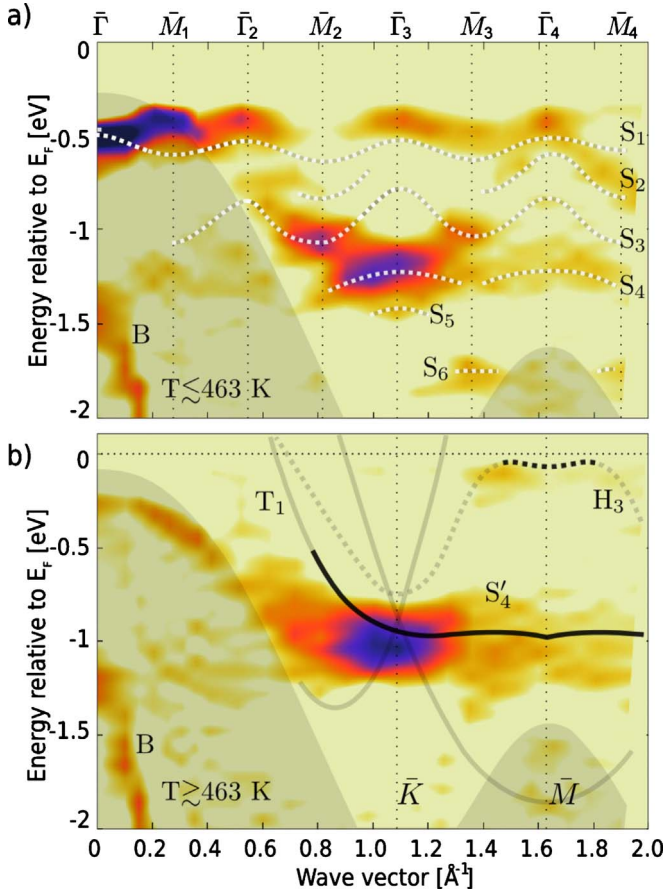 a)
Γ̄ M̄₁ Γ̄₂ M̄₂ Γ̄₃ M̄₃ Γ̄₄ M̄₄
Energy relative to E_F [eV]
0
-0.5
-1
-1.5
-2
S₁
S₂
S₃
S₄
S₅
S₆
B
T≲463 K
b)
Energy relative to E_F [eV]
0
-0.5
-1
-1.5
-2
T₁
H₃
S′₄
B
T≳463 K
K̄
M̄
0 0.2 0.4 0.6 0.8 1.0 1.2 1.4 1.6 1.8 2.0
Wave vector [Å⁻¹]